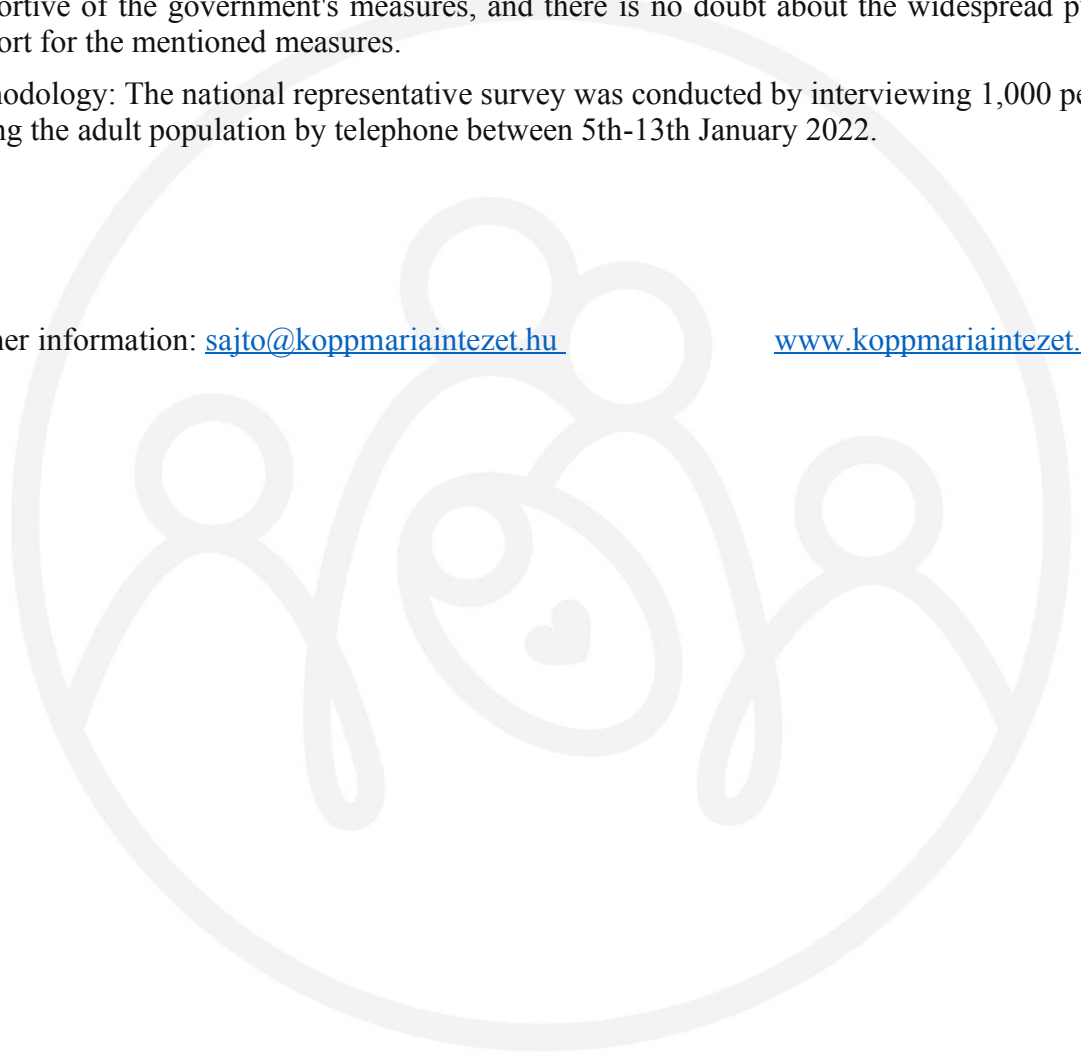 ortive of the government's measures, and there is no doubt about the widespread p
ort for the mentioned measures.
nodology: The national representative survey was conducted by interviewing 1,000 pe
ng the adult population by telephone between 5th-13th January 2022.
ner information: sajto@koppmariaintezet.hu www.koppmariaintezet.